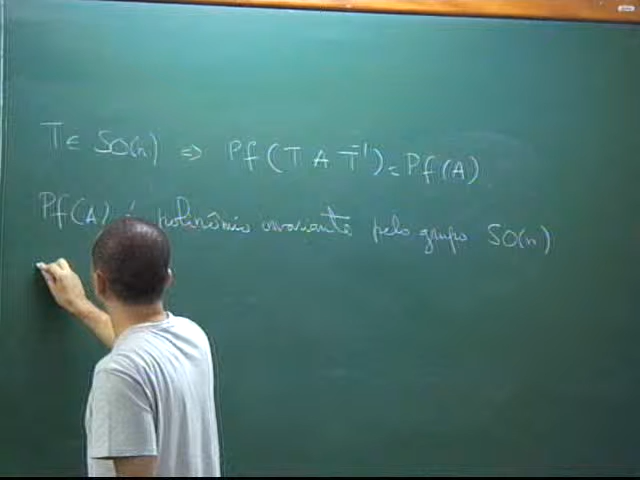 T ∈ SO(n) ⇒ Pf(T A T⁻¹) = Pf(A)
Pf(A) é polinômio invariante pelo grupo SO(n)